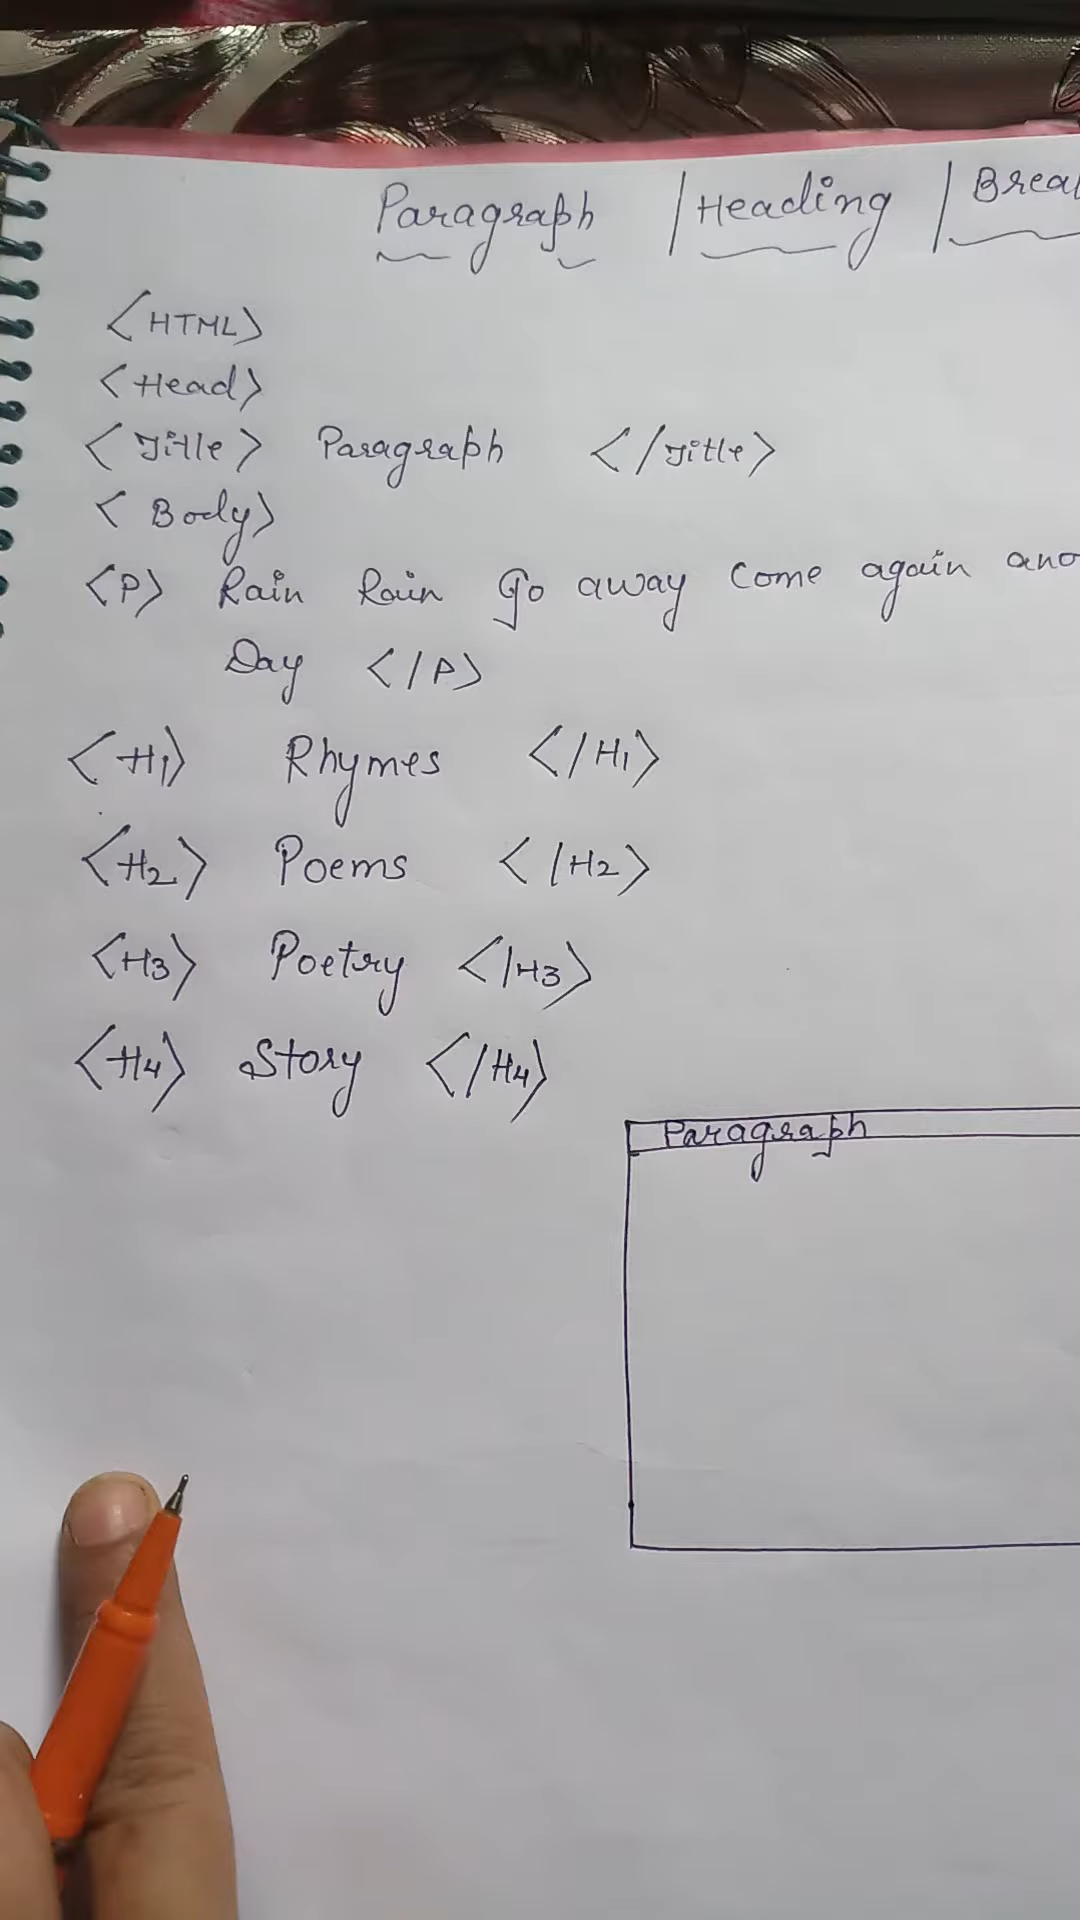 Paragraph | Heading | Brea
<HTML>
<Head>
<Title> Paragraph </Title>
<Body>
<P> Rain Rain Go away Come again ano
Day </P>
<H1> Rhymes </H1>
<H2> Poems </H2>
<H3> Poetry </H3>
<H4> Story </H4>
Paragraph